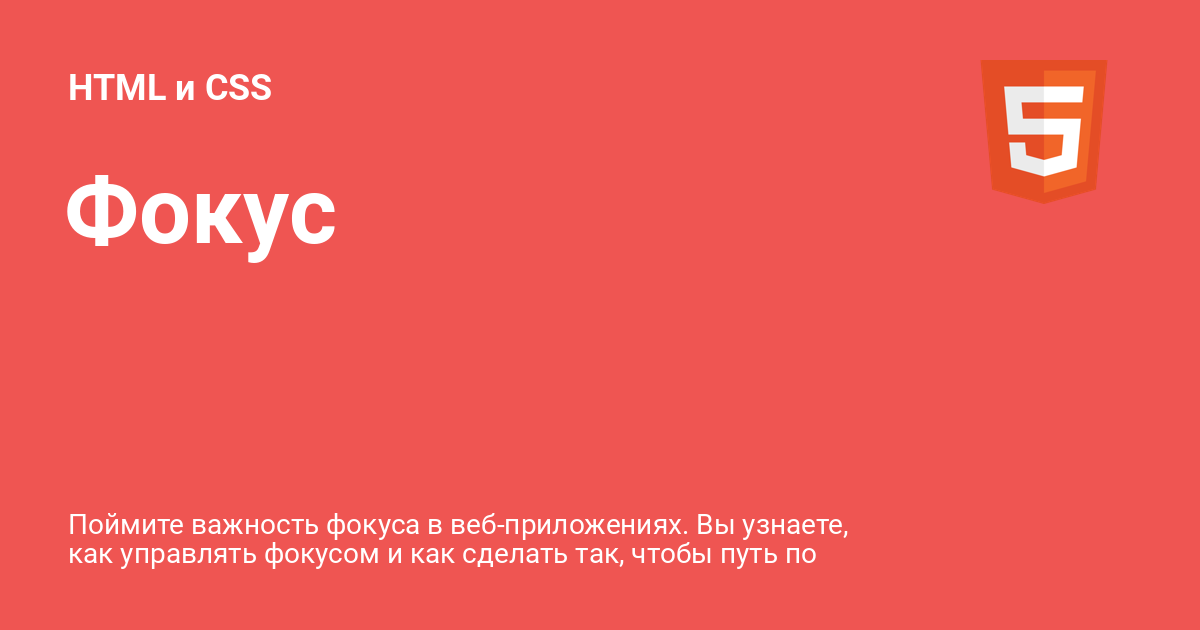 HTML и CSS
Фокус
Поймите важность фокуса в веб-приложениях. Вы узнаете,
как управлять фокусом и как сделать так, чтобы путь по